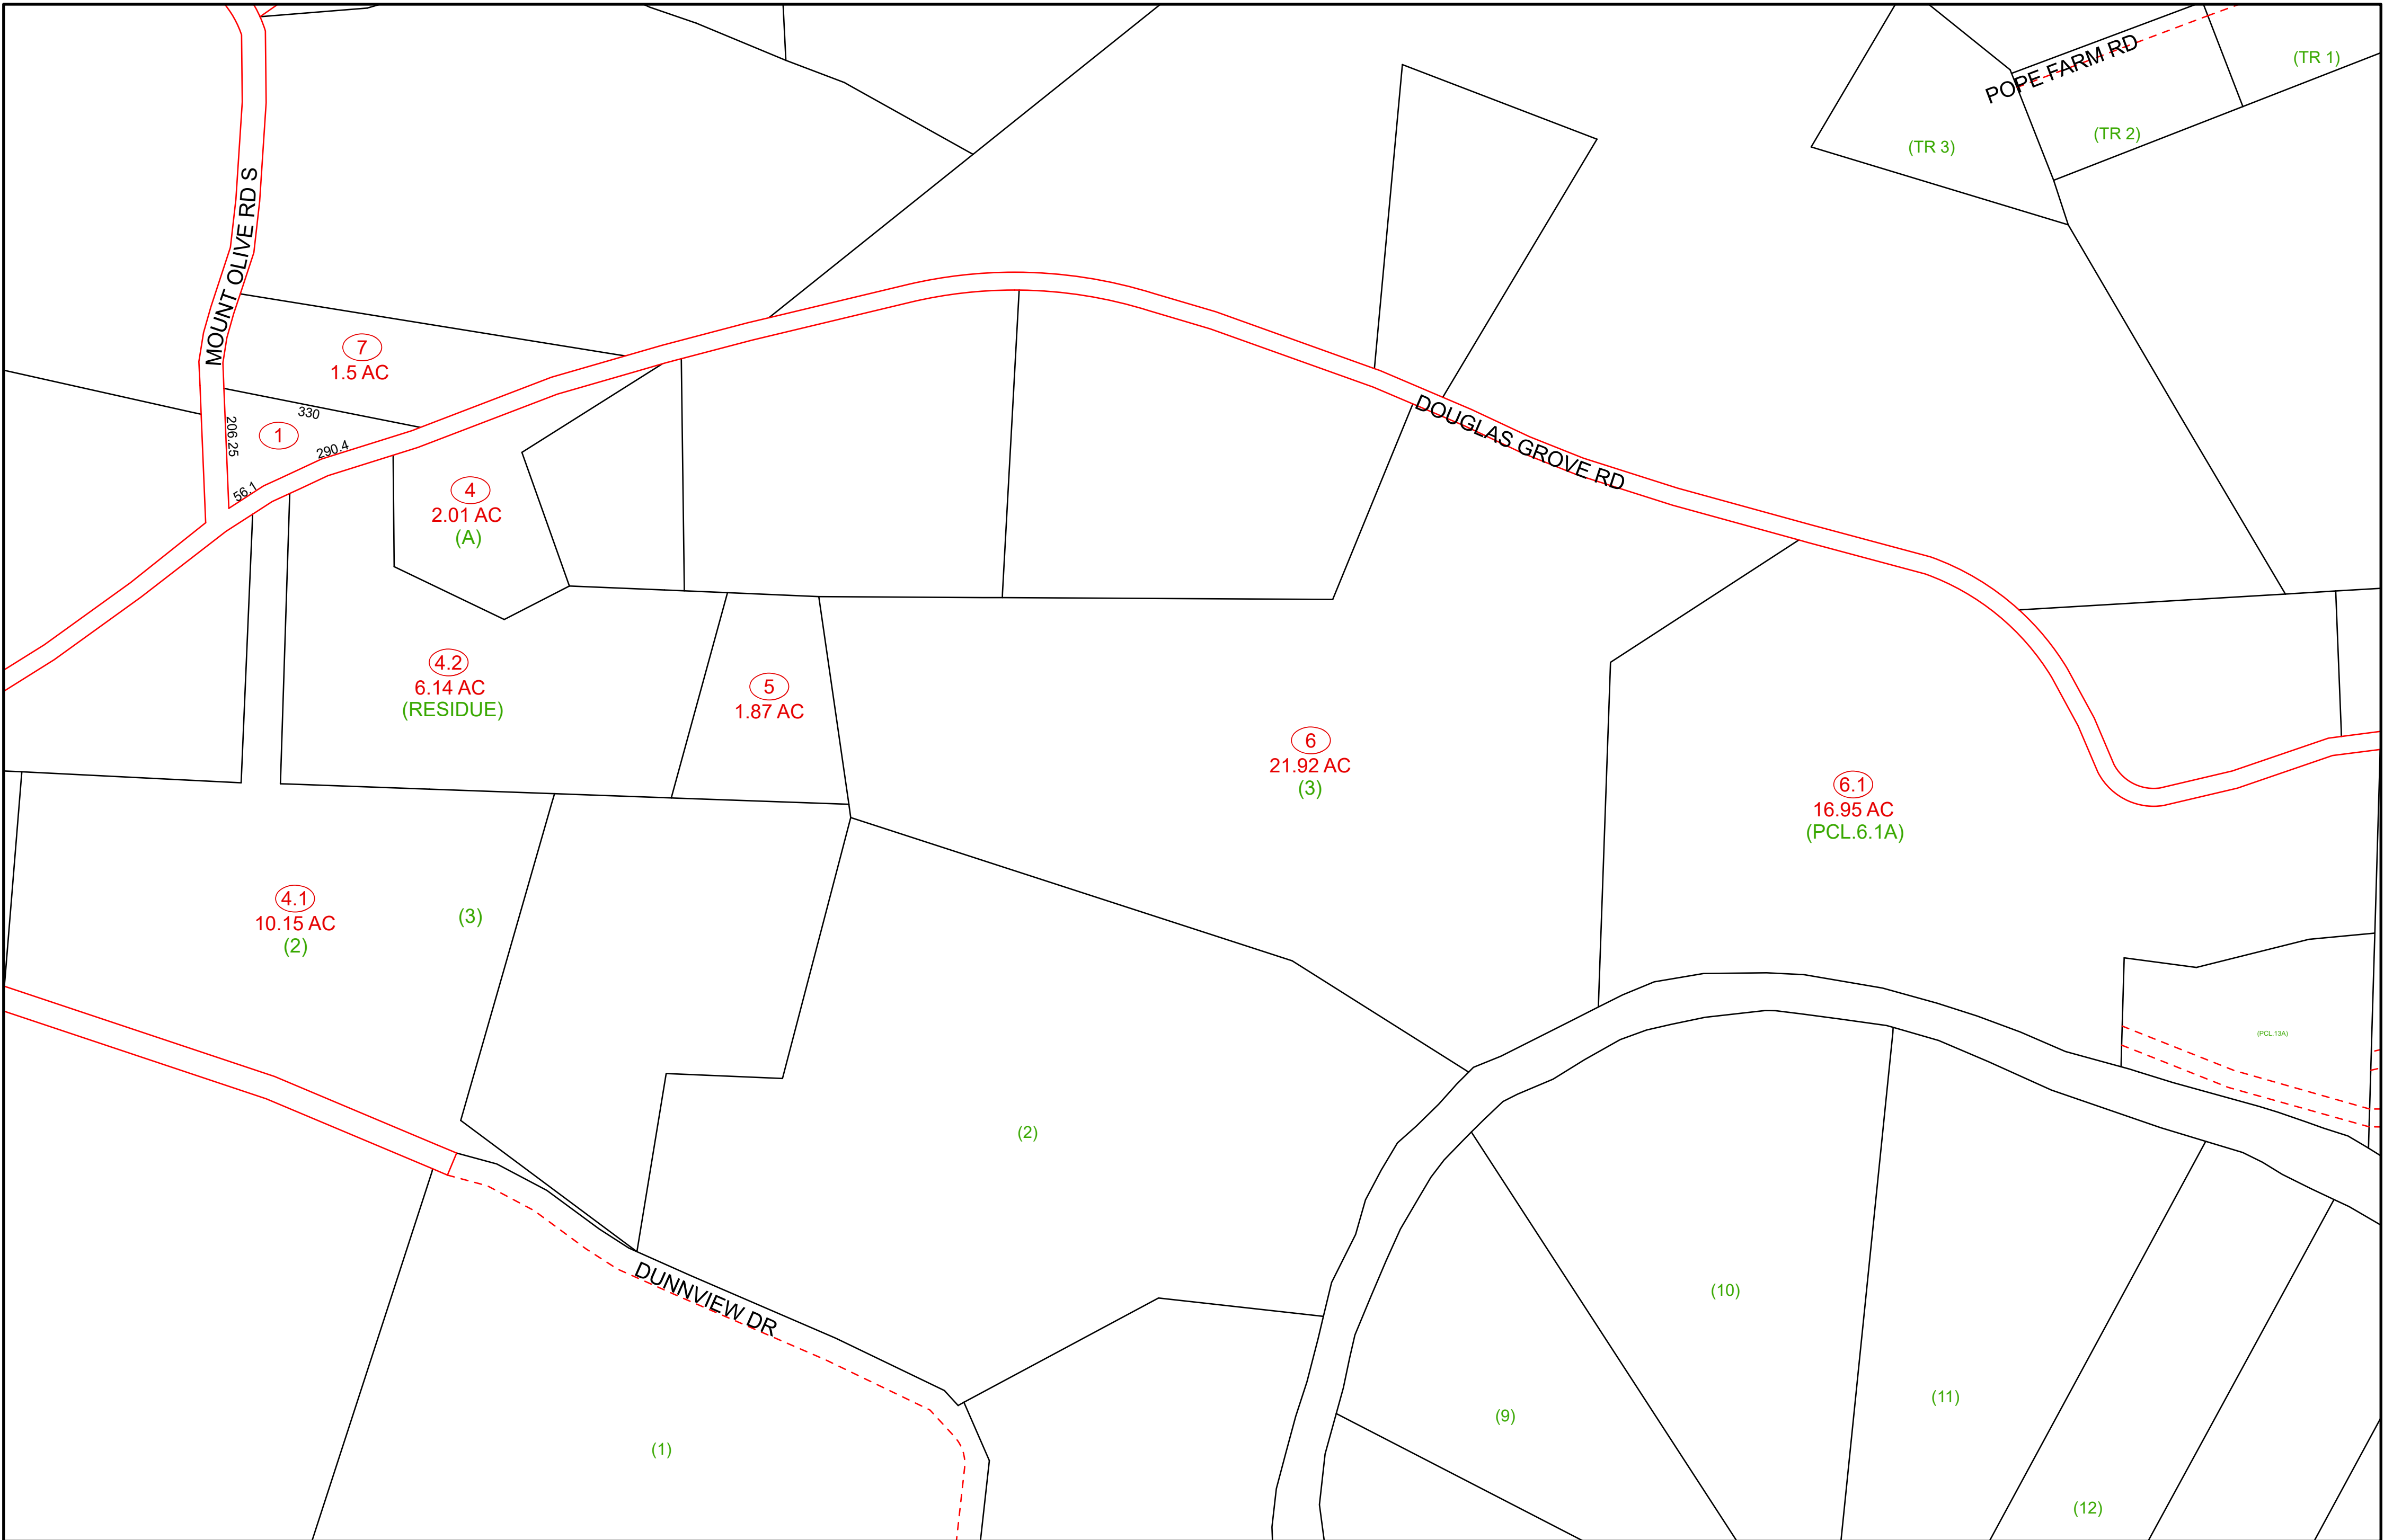 POPE FARM RD
(TR 1)
(TR 2)
(TR 3)
MOUNT OLIVE RD S
7
1.5 AC
330
206.25
1
290.4
56.1
DOUGLAS GROVE RD
4
2.01 AC
(A)
4.2
6.14 AC
(RESIDUE)
5
1.87 AC
6
21.92 AC
(3)
6.1
16.95 AC
(PCL.6.1A)
4.1
10.15 AC
(2)
(3)
(PCL.13A)
(2)
DUNNVIEW DR
(10)
(11)
(9)
(1)
(12)